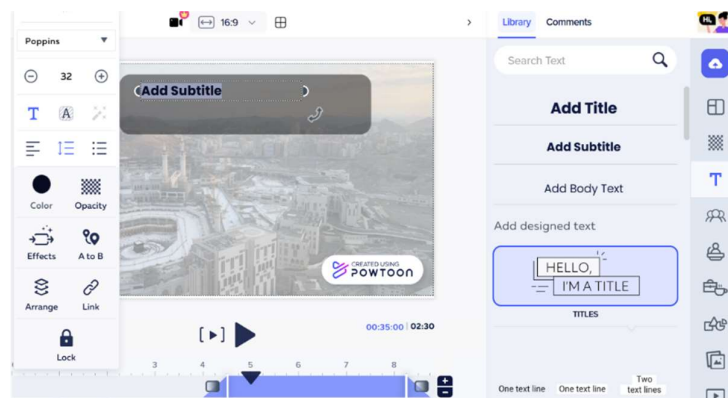 Poppins
32
Color
Opacity
Effects
A to B
Arrange
Link
Lock
16:9
Add Subtitle
CREATED USING
POWTOON
00:35:00 02:30
3 4 5 6 7 8
Library Comments
Search Text
Add Title
Add Subtitle
Add Body Text
Add designed text
HELLO,
I'M A TITLE
TITLES
One text line
One text line
Two
text lines
HL